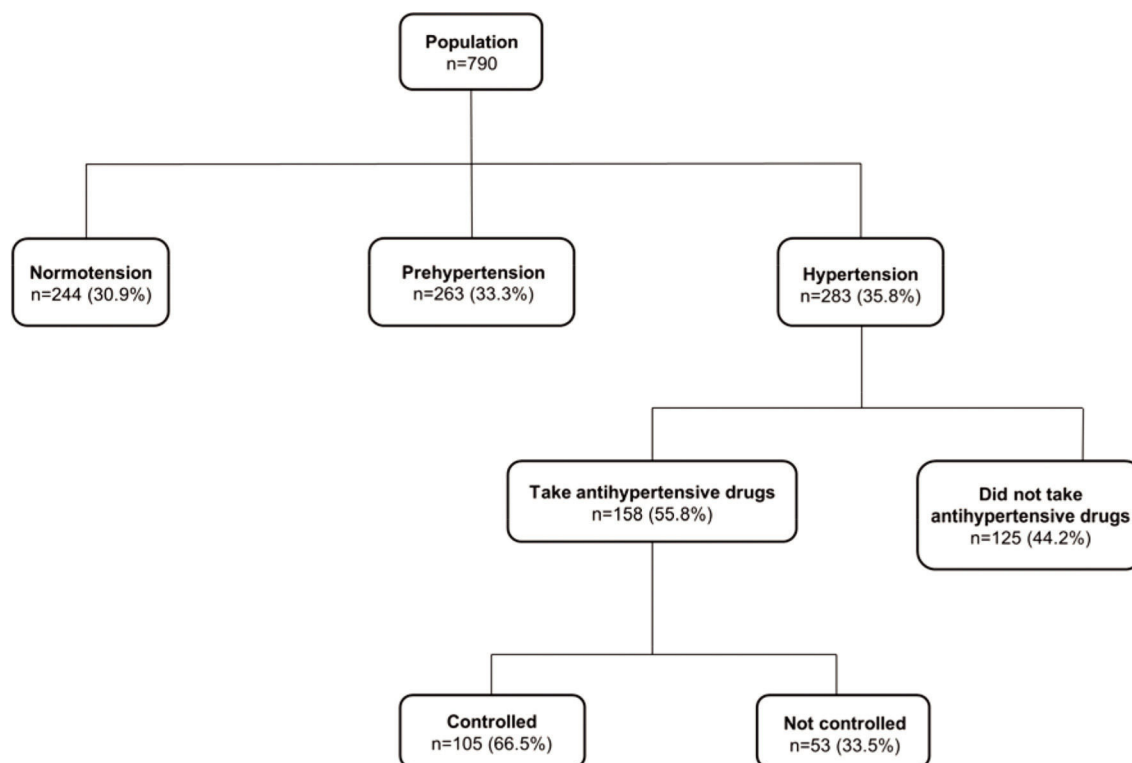 Population
n=790
Normotension
n=244 (30.9%)
Prehypertension
n=263 (33.3%)
Hypertension
n=283 (35.8%)
Take antihypertensive drugs
n=158 (55.8%)
Did not take
antihypertensive drugs
n=125 (44.2%)
Controlled
n=105 (66.5%)
Not controlled
n=53 (33.5%)